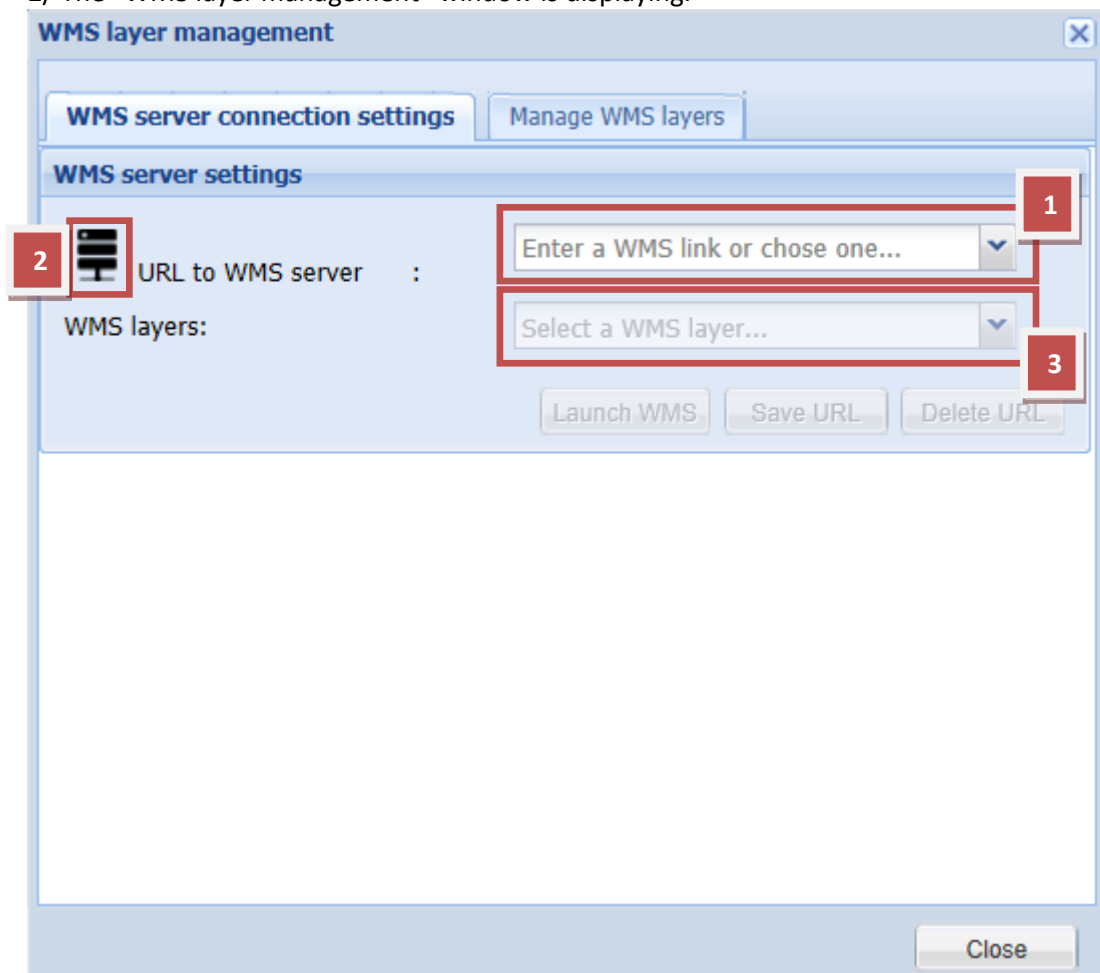 WMS layer management
WMS server connection settings
Manage WMS layers
WMS server settings
1
Enter a WMS link or chose one...
2
URL to WMS server :
WMS layers:
Select a WMS layer...
3
Launch WMS
Save URL
Delete URL
Close